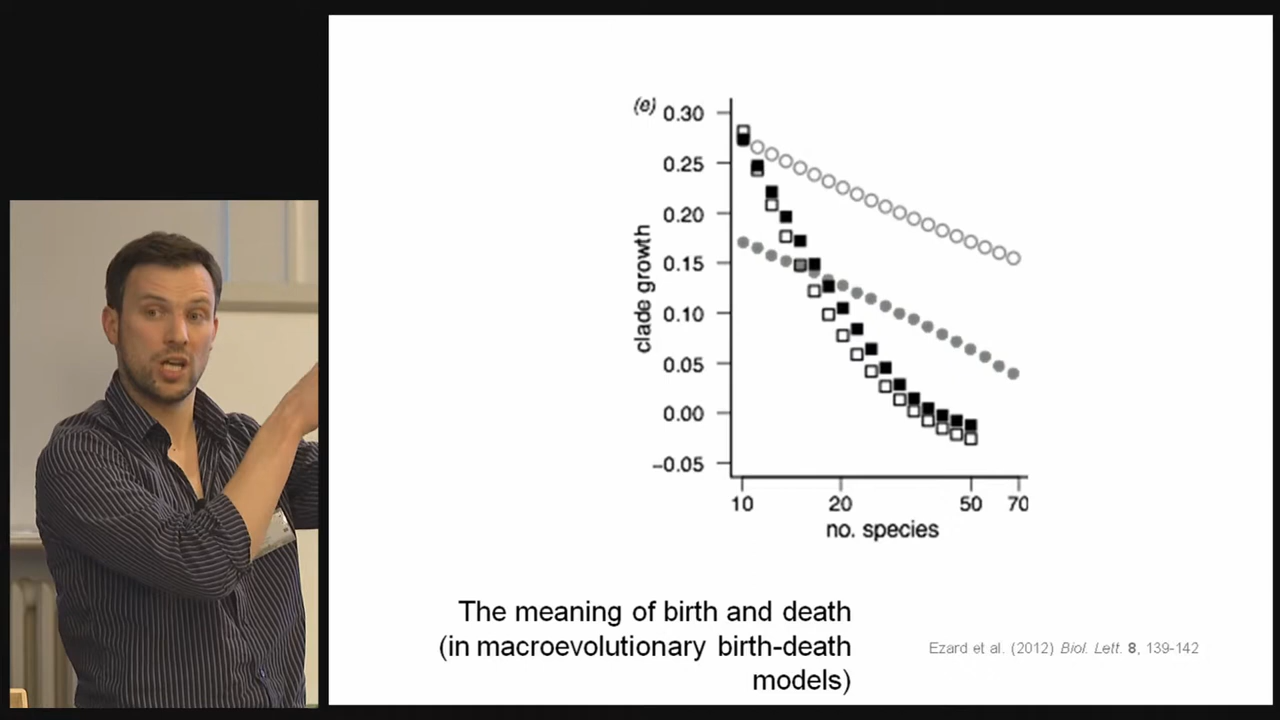 (e)
0.30
0.25
0.20
0.15
0.10
0.05
0.00
−0.05
clade growth
10 20 50 70
no. species
The meaning of birth and death
(in macroevolutionary birth-death
models)
Ezard et al. (2012) Biol. Lett. 8, 139-142